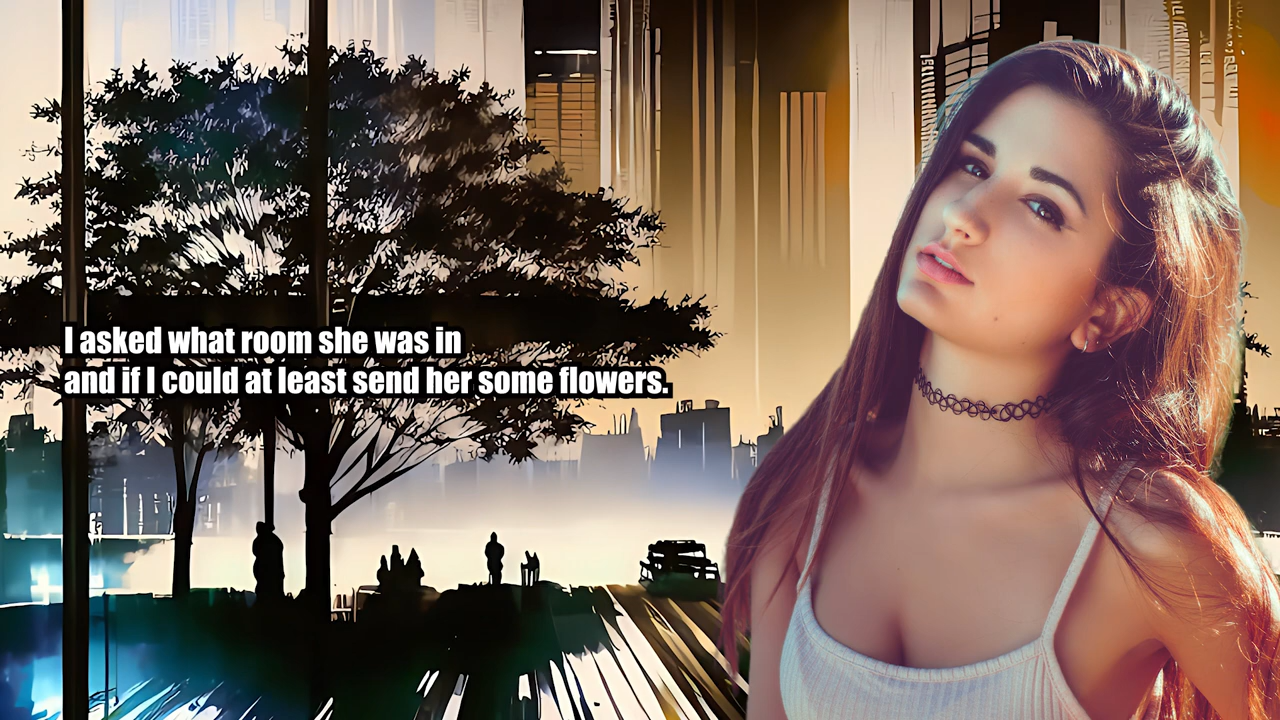 I asked what room she was in
and if I could at least send her some flowers.